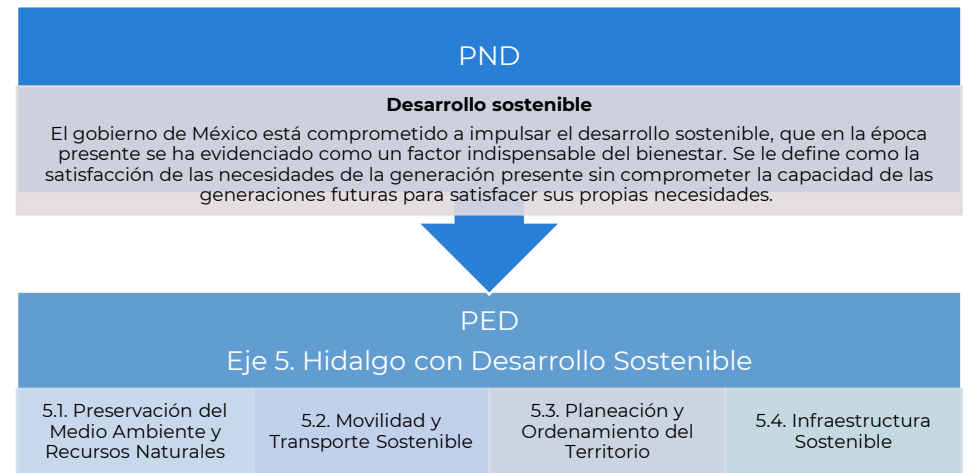 PND
Desarrollo sostenible
El gobierno de México está comprometido a impulsar el desarrollo sostenible, que en la época
presente se ha evidenciado como un factor indispensable del bienestar. Se le define como la
satisfacción de las necesidades de la generación presente sin comprometer la capacidad de las
generaciones futuras para satisfacer sus propias necesidades.
PED
Eje 5. Hidalgo con Desarrollo Sostenible
5.1. Preservación del
Medio Ambiente y
Recursos Naturales
5.2. Movilidad y
Transporte Sostenible
5.3. Planeación y
Ordenamiento del
Territorio
5.4. Infraestructura
Sostenible